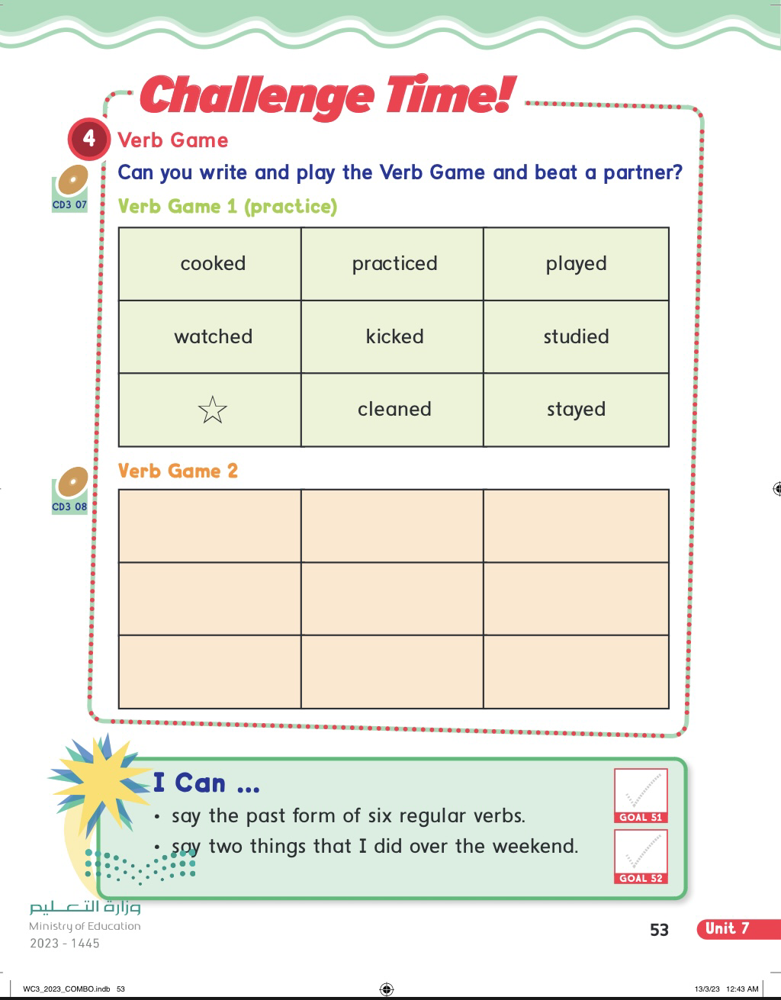 Challenge Time!
4
Verb Game
Can you write and play the Verb Game and beat a partner?
CD3 07
Verb Game 1 (practice)
cooked practiced played
watched kicked studied
cleaned stayed
Verb Game 2
CD3 08
I Can ...
• say the past form of six regular verbs.
GOAL 51
• say two things that I did over the weekend.
GOAL 52
وزارة التعليم
Ministry of Education
2023 - 1445
53
Unit 7
WC3_2023_COMBO.indb 53
13/3/23 12:43 AM